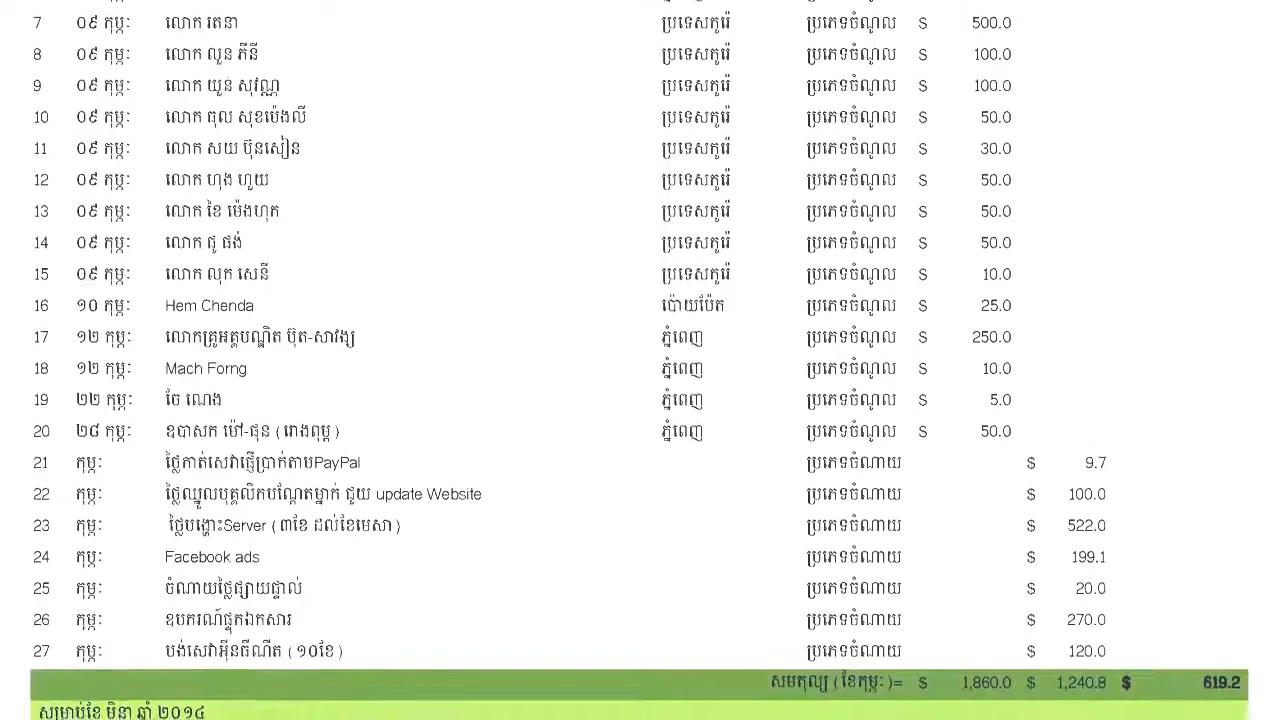 7 ០៩ កុម្ភៈ លោក រតនា ប្រទេសកូរ៉េ ប្រភេទចំណូល $ 500.0
8 ០៩ កុម្ភៈ លោក លួន ភីនី ប្រទេសកូរ៉េ ប្រភេទចំណូល $ 100.0
9 ០៩ កុម្ភៈ លោក យួន សុវណ្ណ ប្រទេសកូរ៉េ ប្រភេទចំណូល $ 100.0
10 ០៩ កុម្ភៈ លោក ធុល សុខម៉េងលី ប្រទេសកូរ៉េ ប្រភេទចំណូល $ 50.0
11 ០៩ កុម្ភៈ លោក សយ ប៊ុនសៀន ប្រទេសកូរ៉េ ប្រភេទចំណូល $ 30.0
12 ០៩ កុម្ភៈ លោក ហុង ហួយ ប្រទេសកូរ៉េ ប្រភេទចំណូល $ 50.0
13 ០៩ កុម្ភៈ លោក ខៃ ម៉េងហុត ប្រទេសកូរ៉េ ប្រភេទចំណូល $ 50.0
14 ០៩ កុម្ភៈ លោក ជូ ផង់ ប្រទេសកូរ៉េ ប្រភេទចំណូល $ 50.0
15 ០៩ កុម្ភៈ លោក លុក សេនី ប្រទេសកូរ៉េ ប្រភេទចំណូល $ 10.0
16 ១០ កុម្ភៈ Hem Chenda ប៉ោយប៉ែត ប្រភេទចំណូល $ 25.0
17 ១២ កុម្ភៈ លោកគ្រូអគ្គបណ្ឌិត ប៊ុត-សាវង្ស ភ្នំពេញ ប្រភេទចំណូល $ 250.0
18 ១២ កុម្ភៈ Mach Forng ភ្នំពេញ ប្រភេទចំណូល $ 10.0
19 ២២ កុម្ភៈ ចែ ណេង ភ្នំពេញ ប្រភេទចំណូល $ 5.0
20 ២៨ កុម្ភៈ ឧបាសក ម៉ៅ-ផុន (រោងពុម្ព) ភ្នំពេញ ប្រភេទចំណូល $ 50.0
21 កុម្ភៈ ថ្លៃកាត់សេវាផ្ញើប្រាក់តាមPayPal ប្រភេទចំណាយ $ 9.7
22 កុម្ភៈ ថ្លៃឈ្នួលបុគ្គលិកបណ្តែតម្នាក់ ជួយ update Website ប្រភេទចំណាយ $ 100.0
23 កុម្ភៈ ថ្លៃបង្ហោះServer (៣ខែ ដល់ខែមេសា) ប្រភេទចំណាយ $ 522.0
24 កុម្ភៈ Facebook ads ប្រភេទចំណាយ $ 199.1
25 កុម្ភៈ ចំណាយថ្លៃផ្សាយផ្ទាល់ ប្រភេទចំណាយ $ 20.0
26 កុម្ភៈ ឧបករណ៍ផ្ទុកឯកសារ ប្រភេទចំណាយ $ 270.0
27 កុម្ភៈ បង់សេវាអ៊ីនធឺណីត (១០ខែ) ប្រភេទចំណាយ $ 120.0
សមតុល្យ (ខែកុម្ភៈ)= $ 1,860.0 $ 1,240.8 $ 619.2
សម្រាប់ខែ មិនា ឆ្នាំ ២០១៤